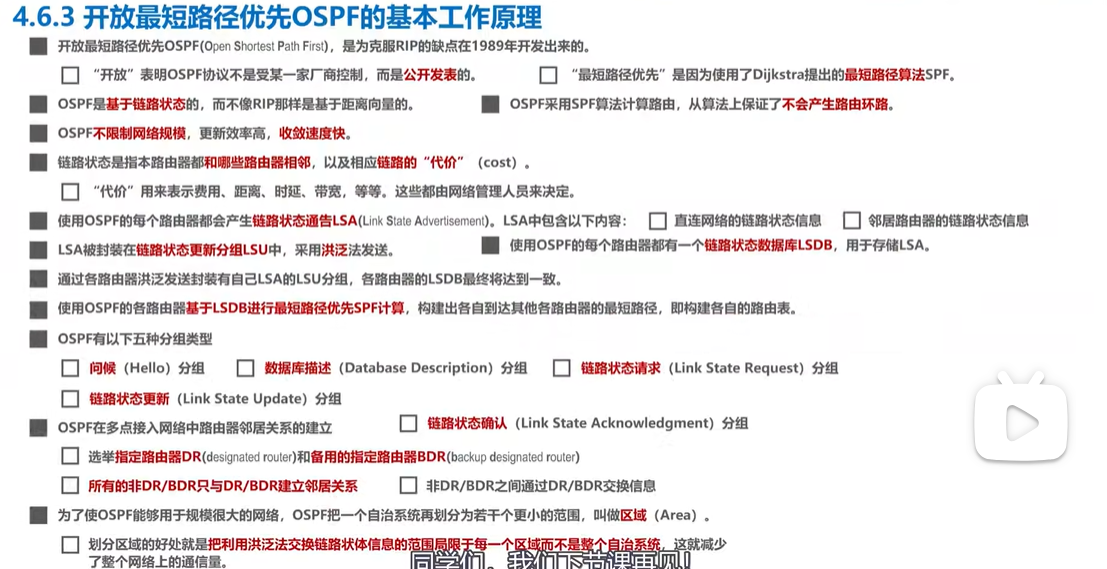 4.6.3 开放最短路径优先OSPF的基本工作原理
开放最短路径优先OSPF(Open Shortest Path First)，是为克服RIP的缺点在1989年开发出来的。
“开放”表明OSPF协议不是受某一家厂商控制，而是公开发表的。 “最短路径优先”是因为使用了Dijkstra提出的最短路径算法SPF。
OSPF是基于链路状态的，而不像RIP那样是基于距离向量的。 OSPF采用SPF算法计算路由，从算法上保证了不会产生路由环路。
OSPF不限制网络规模，更新效率高，收敛速度快。
链路状态是指本路由器都和哪些路由器相邻，以及相应链路的“代价”（cost）。
“代价”用来表示费用、距离、时延、带宽，等等。这些都由网络管理人员来决定。
使用OSPF的每个路由器都会产生链路状态通告LSA(Link State Advertisement)。LSA中包含以下内容： 直连网络的链路状态信息 邻居路由器的链路状态信息
LSA被封装在链路状态更新分组LSU中，采用洪泛法发送。 使用OSPF的每个路由器都有一个链路状态数据库LSDB，用于存储LSA。
通过各路由器洪泛发送封装有自己LSA的LSU分组，各路由器的LSDB最终将达到一致。
使用OSPF的各路由器基于LSDB进行最短路径优先SPF计算，构建出各自到达其他各路由器的最短路径，即构建各自的路由表。
OSPF有以下五种分组类型
问候（Hello）分组 数据库描述（Database Description）分组 链路状态请求（Link State Request）分组
链路状态更新（Link State Update）分组
链路状态确认（Link State Acknowledgment）分组
OSPF在多点接入网络中路由器邻居关系的建立
选举指定路由器DR(designated router)和备用的指定路由器BDR(backup designated router)
所有的非DR/BDR只与DR/BDR建立邻居关系 非DR/BDR之间通过DR/BDR交换信息
为了使OSPF能够用于规模很大的网络，OSPF把一个自治系统再划分为若干个更小的范围，叫做区域（Area）。
划分区域的好处就是把利用洪泛法交换链路状体信息的范围局限于每一个区域而不是整个自治系统，这就减少
了整个网络上的通信量。
同学们，我们下节课再见！